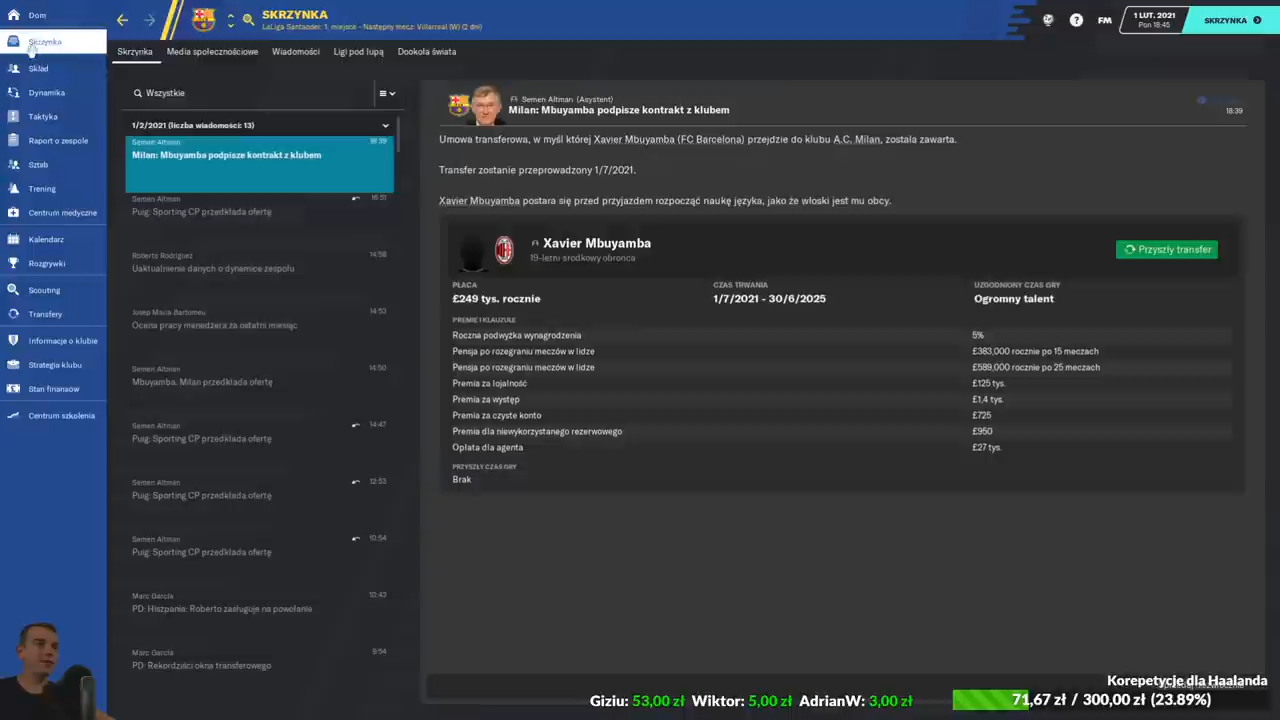 Dom
Skrzynka
Skład
Dynamika
Taktyka
Raport o zespole
Sztab
Trening
Centrum medyczne
Kalendarz
Rozgrywki
Scouting
Transfery
Informacje o klubie
Strategia klubu
Stan finansów
Centrum szkolenia
SKRZYNKA
LaLiga Santander: 1. miejsce - Następny mecz: Villarreal (W) (2 dni)
FM
1 LUT. 2021
Pon 18:45
SKRZYNKA
Skrzynka
Media społecznościowe
Wiadomości
Ligi pod lupą
Dookoła świata
Wszystkie
1/2/2021 (liczba wiadomości: 13)
Semen Altman
18:39
Milan: Mbuyamba podpisze kontrakt z klubem
Semen Altman
16:51
Puig: Sporting CP przedkłada ofertę
Roberto Rodríguez
14:58
Uaktualnienie danych o dynamice zespołu
Josep Maria Bartomeu
14:53
Ocena pracy menedżera za ostatni miesiąc
Semen Altman
14:50
Mbuyamba: Milan przedkłada ofertę
Semen Altman
14:47
Puig: Sporting CP przedkłada ofertę
Semen Altman
12:53
Puig: Sporting CP przedkłada ofertę
Semen Altman
10:54
Puig: Sporting CP przedkłada ofertę
Marc García
10:43
PD: Hiszpania: Roberto zasługuje na powołanie
Marc García
9:54
PD: Rekordziści okna transferowego
Semen Altman (Asystent)
Milan: Mbuyamba podpisze kontrakt z klubem
18:39
Umowa transferowa, w myśl której Xavier Mbuyamba (FC Barcelona) przejdzie do klubu A.C. Milan, została zawarta.
Transfer zostanie przeprowadzony 1/7/2021.
Xavier Mbuyamba postara się przed przyjazdem rozpocząć naukę języka, jako że włoski jest mu obcy.
Xavier Mbuyamba
19-letni środkowy obrońca
Przyszły transfer
PŁACA
£249 tys. rocznie
CZAS TRWANIA
1/7/2021 - 30/6/2025
UZGODNIONY CZAS GRY
Ogromny talent
PREMIE I KLAUZULE
Roczna podwyżka wynagrodzenia
5%
Pensja po rozegraniu meczów w lidze
£383,000 rocznie po 15 meczach
Pensja po rozegraniu meczów w lidze
£589,000 rocznie po 25 meczach
Premia za lojalność
£125 tys.
Premia za występ
£1,4 tys.
Premia za czyste konto
£725
Premia dla niewykorzystanego rezerwowego
£950
Opłata dla agenta
£27 tys.
PRZYSZŁY CZAS GRY
Brak
Korepetycje dla Haalanda
Giziu: 53,00 zł Wiktor: 5,00 zł AdrianW: 3,00 zł
71,67 zł / 300,00 zł (23.89%)